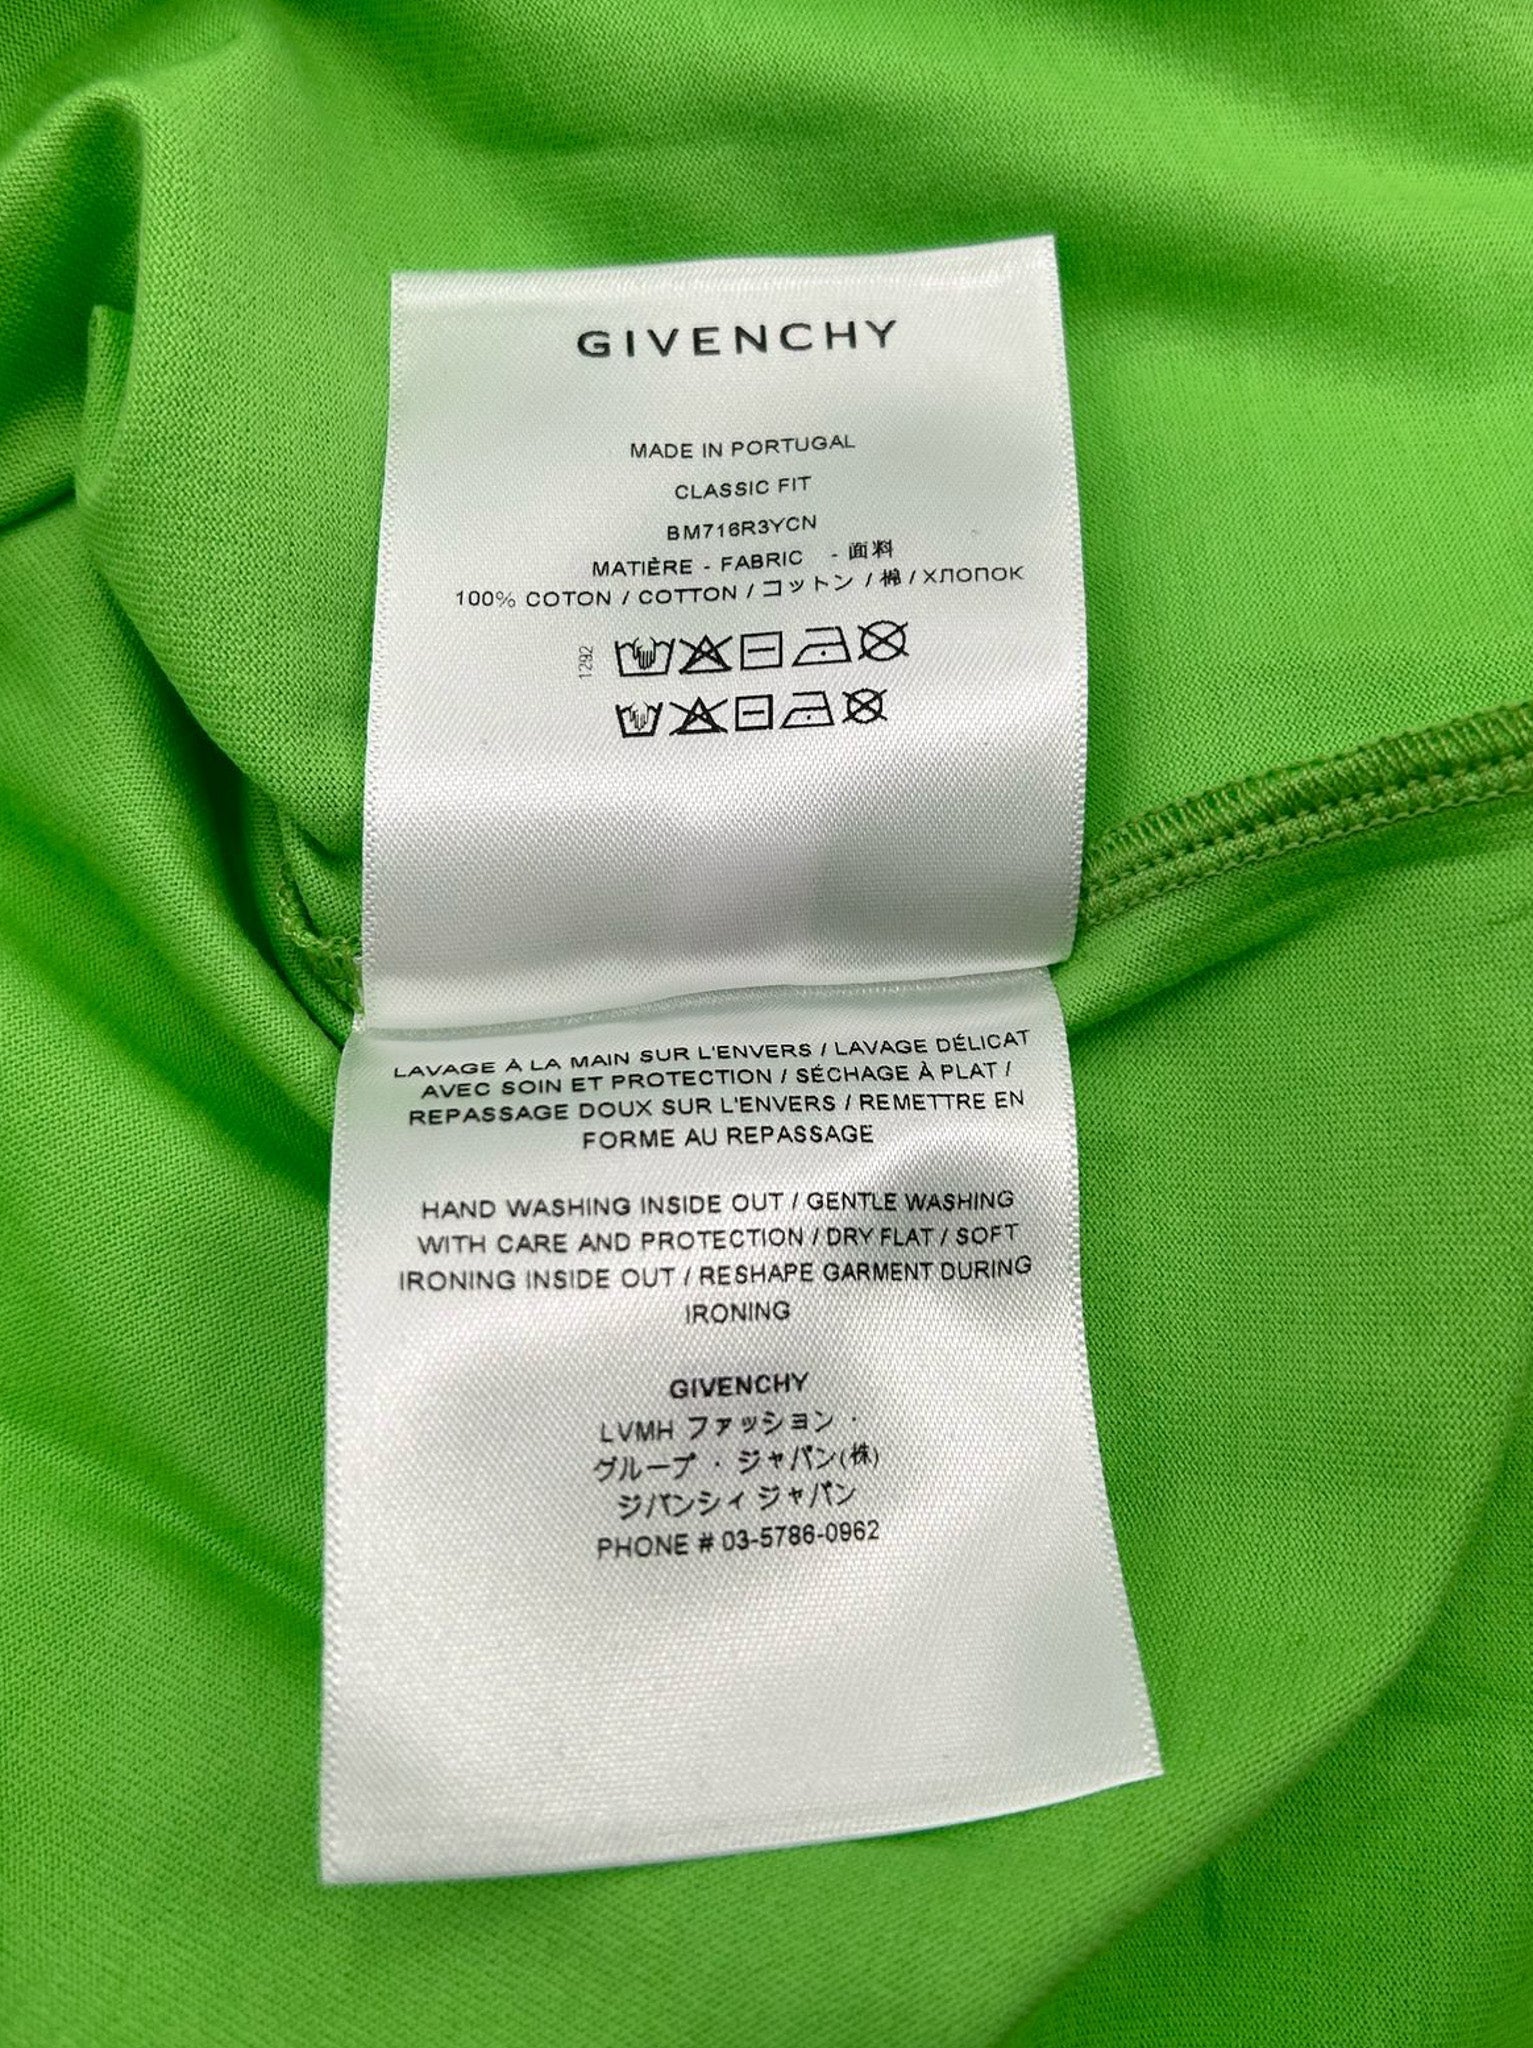 GIVENCHY
MADE IN PORTUGAL
CLASSIC FIT
BM716R3YCN
MATIÈRE - FABRIC - 面料
100% COTON / COTTON / コットン / 棉 / ХЛОПОК
1292
LAVAGE À LA MAIN SUR L'ENVERS / LAVAGE DÉLICAT
AVEC SOIN ET PROTECTION / SÉCHAGE À PLAT /
REPASSAGE DOUX SUR L'ENVERS / REMETTRE EN
FORME AU REPASSAGE
HAND WASHING INSIDE OUT / GENTLE WASHING
WITH CARE AND PROTECTION / DRY FLAT / SOFT
IRONING INSIDE OUT / RESHAPE GARMENT DURING
IRONING
GIVENCHY
LVMH ファッション ·
グループ · ジャパン(株)
ジバンシィ ジャパン
PHONE # 03-5786-0962